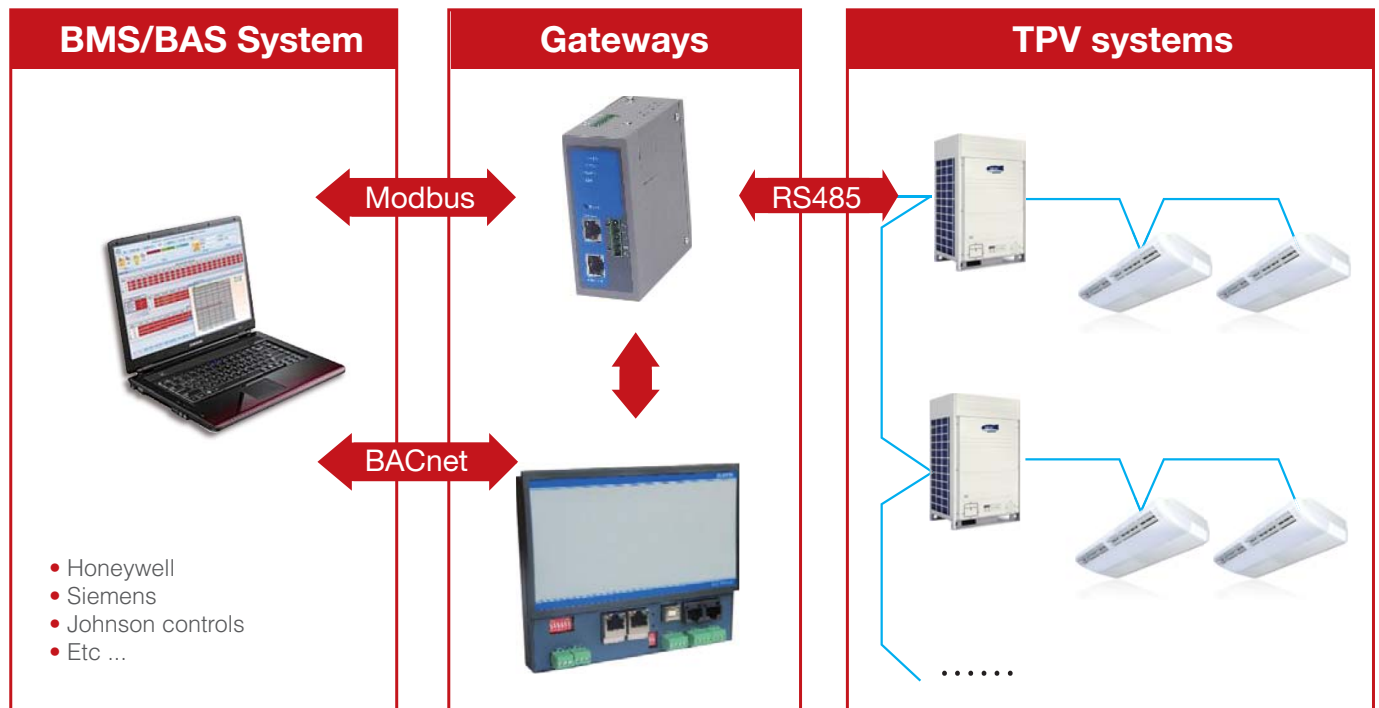 BMS/BAS System
Gateways
TPV systems
Modbus
RS485
BACnet
• Honeywell
• Siemens
• Johnson controls
• Etc ...
......